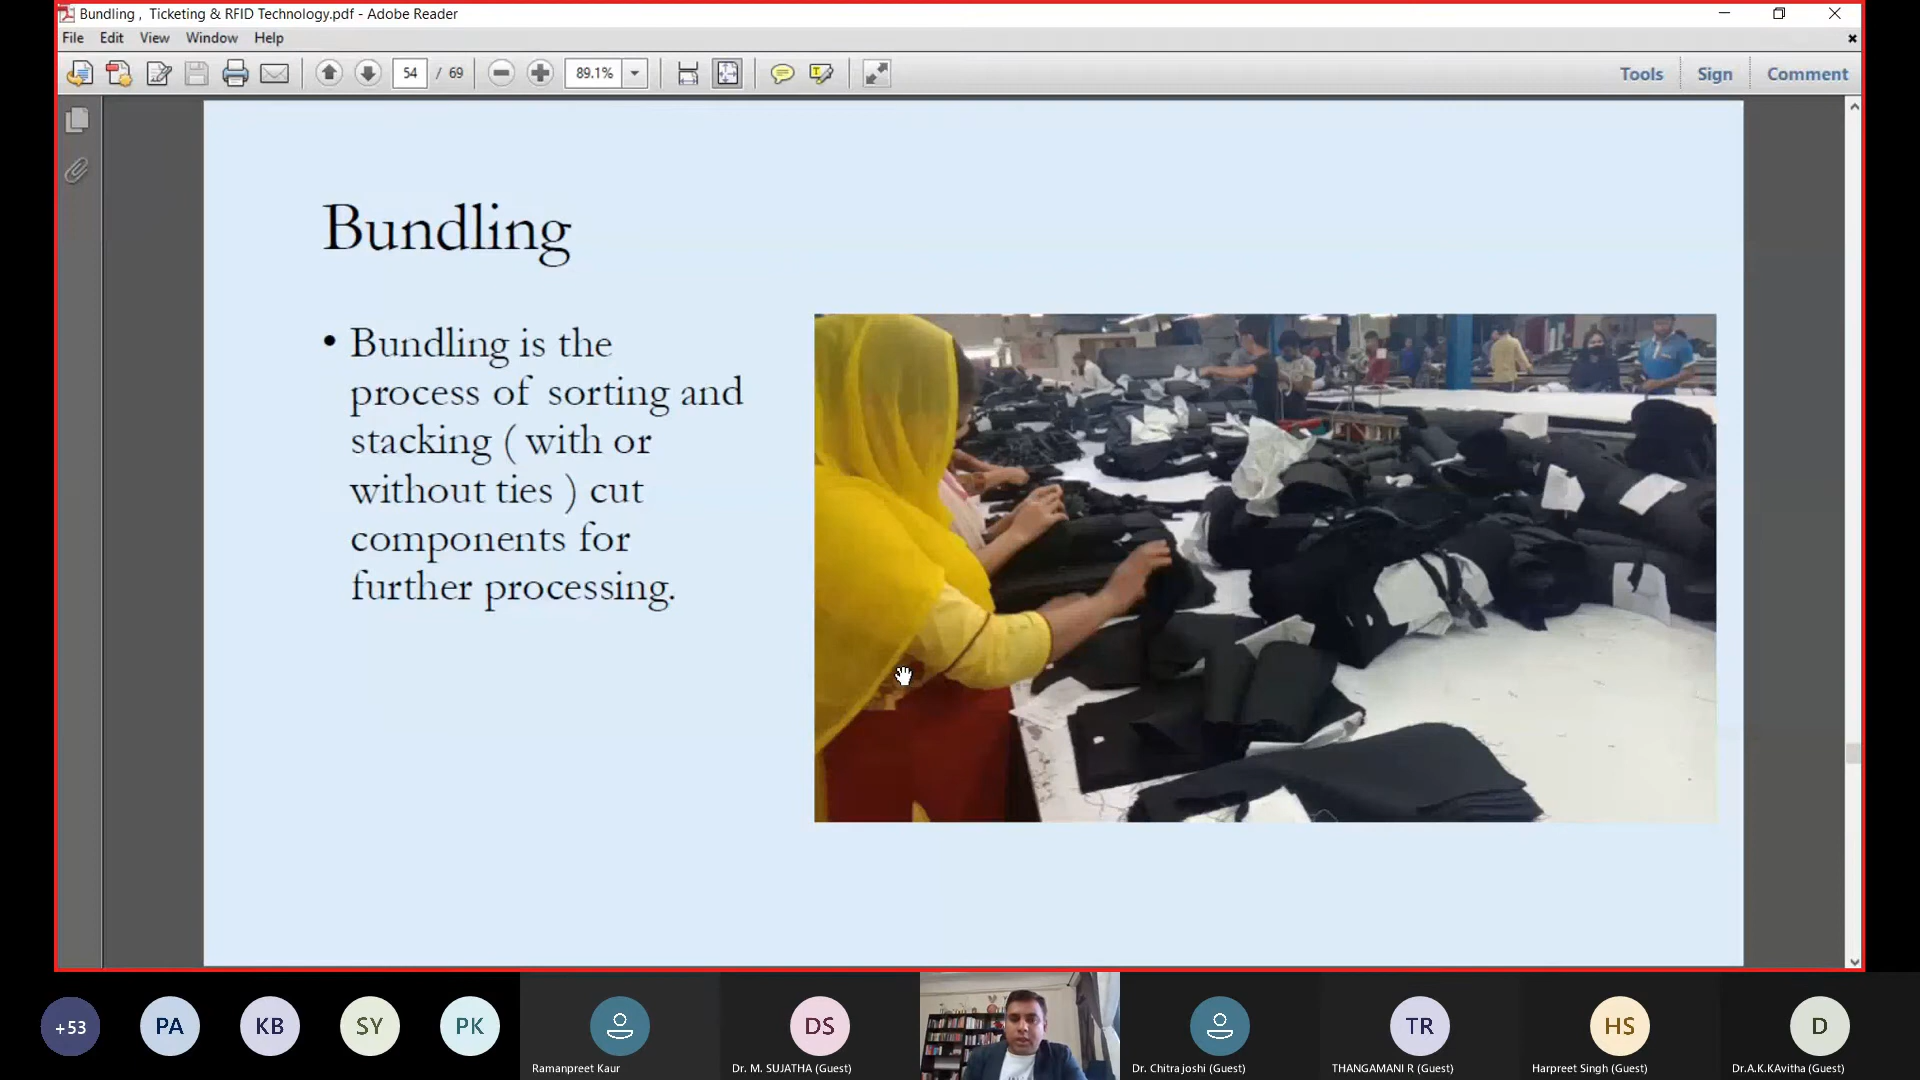 Bundling , Ticketing & RFID Technology.pdf - Adobe Reader
File Edit View Window Help
54 / 69 89.1% Tools Sign Comment
Bundling
• Bundling is the
process of sorting and
stacking ( with or
without ties ) cut
components for
further processing.
+53 PA KB SY PK DS TR HS D
Ramanpreet Kaur Dr. M. SUJATHA (Guest) Dr. Chitra joshi (Guest) THANGAMANI R (Guest) Harpreet Singh (Guest) Dr.A.K.KAvitha (Guest)